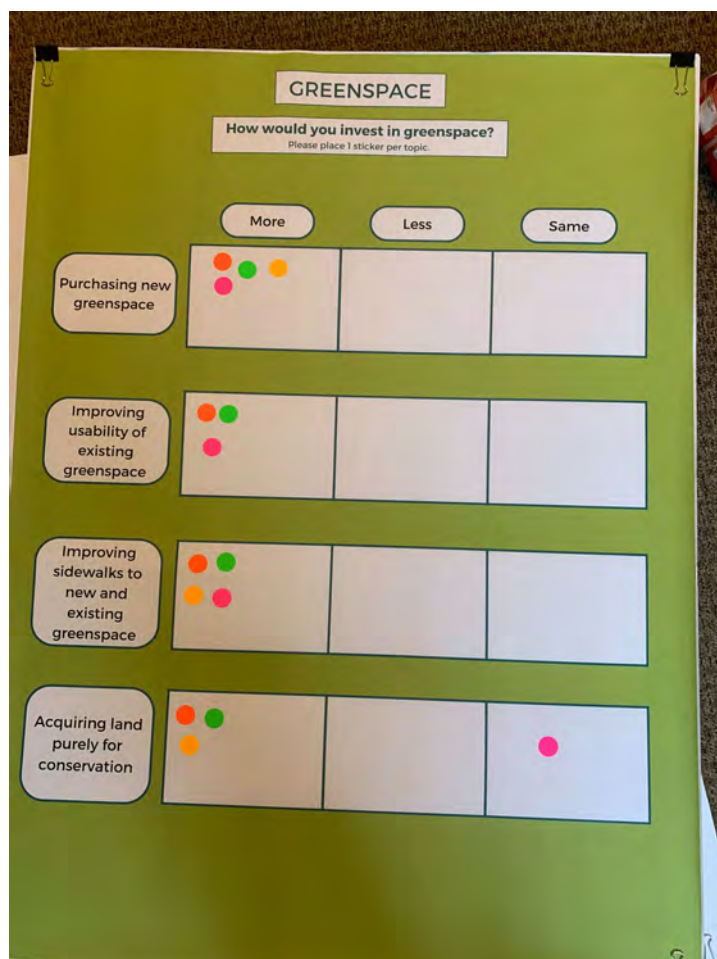 GREENSPACE
How would you invest in greenspace?
Please place 1 sticker per topic.
More
Less
Same
Purchasing new
greenspace
Improving
usability of
existing
greenspace
Improving
sidewalks to
new and
existing
greenspace
Acquiring land
purely for
conservation